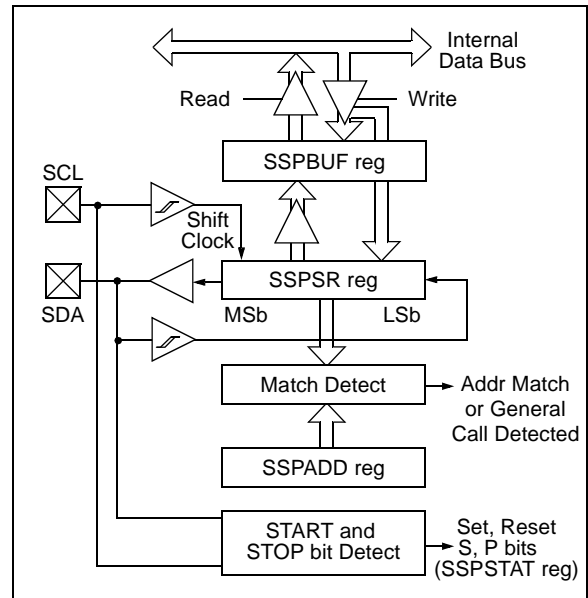 Internal
Data Bus
Read
Write
SSPBUF reg
SCL
Shift
Clock
SSPSR reg
SDA
MSb
LSb
Match Detect
Addr Match
or General
Call Detected
SSPADD reg
START and
STOP bit Detect
Set, Reset
S, P bits
(SSPSTAT reg)